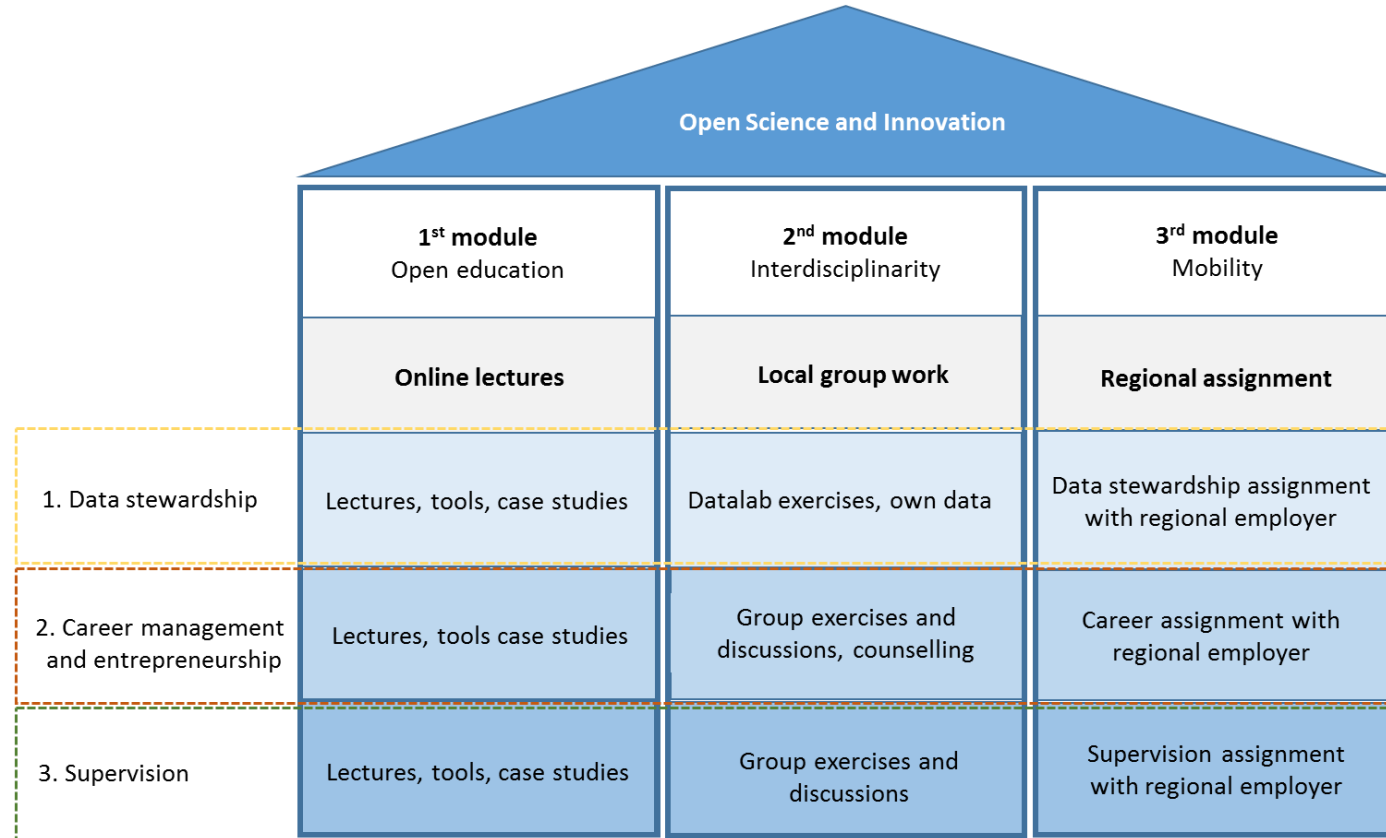 Open Science and Innovation
1st module
Open education
2nd module
Interdisciplinarity
3rd module
Mobility
Online lectures
Local group work
Regional assignment
1. Data stewardship
Lectures, tools, case studies
Datalab exercises, own data
Data stewardship assignment
with regional employer
2. Career management
and entrepreneurship
Lectures, tools case studies
Group exercises and
discussions, counselling
Career assignment with
regional employer
3. Supervision
Lectures, tools, case studies
Group exercises and
discussions
Supervision assignment
with regional employer